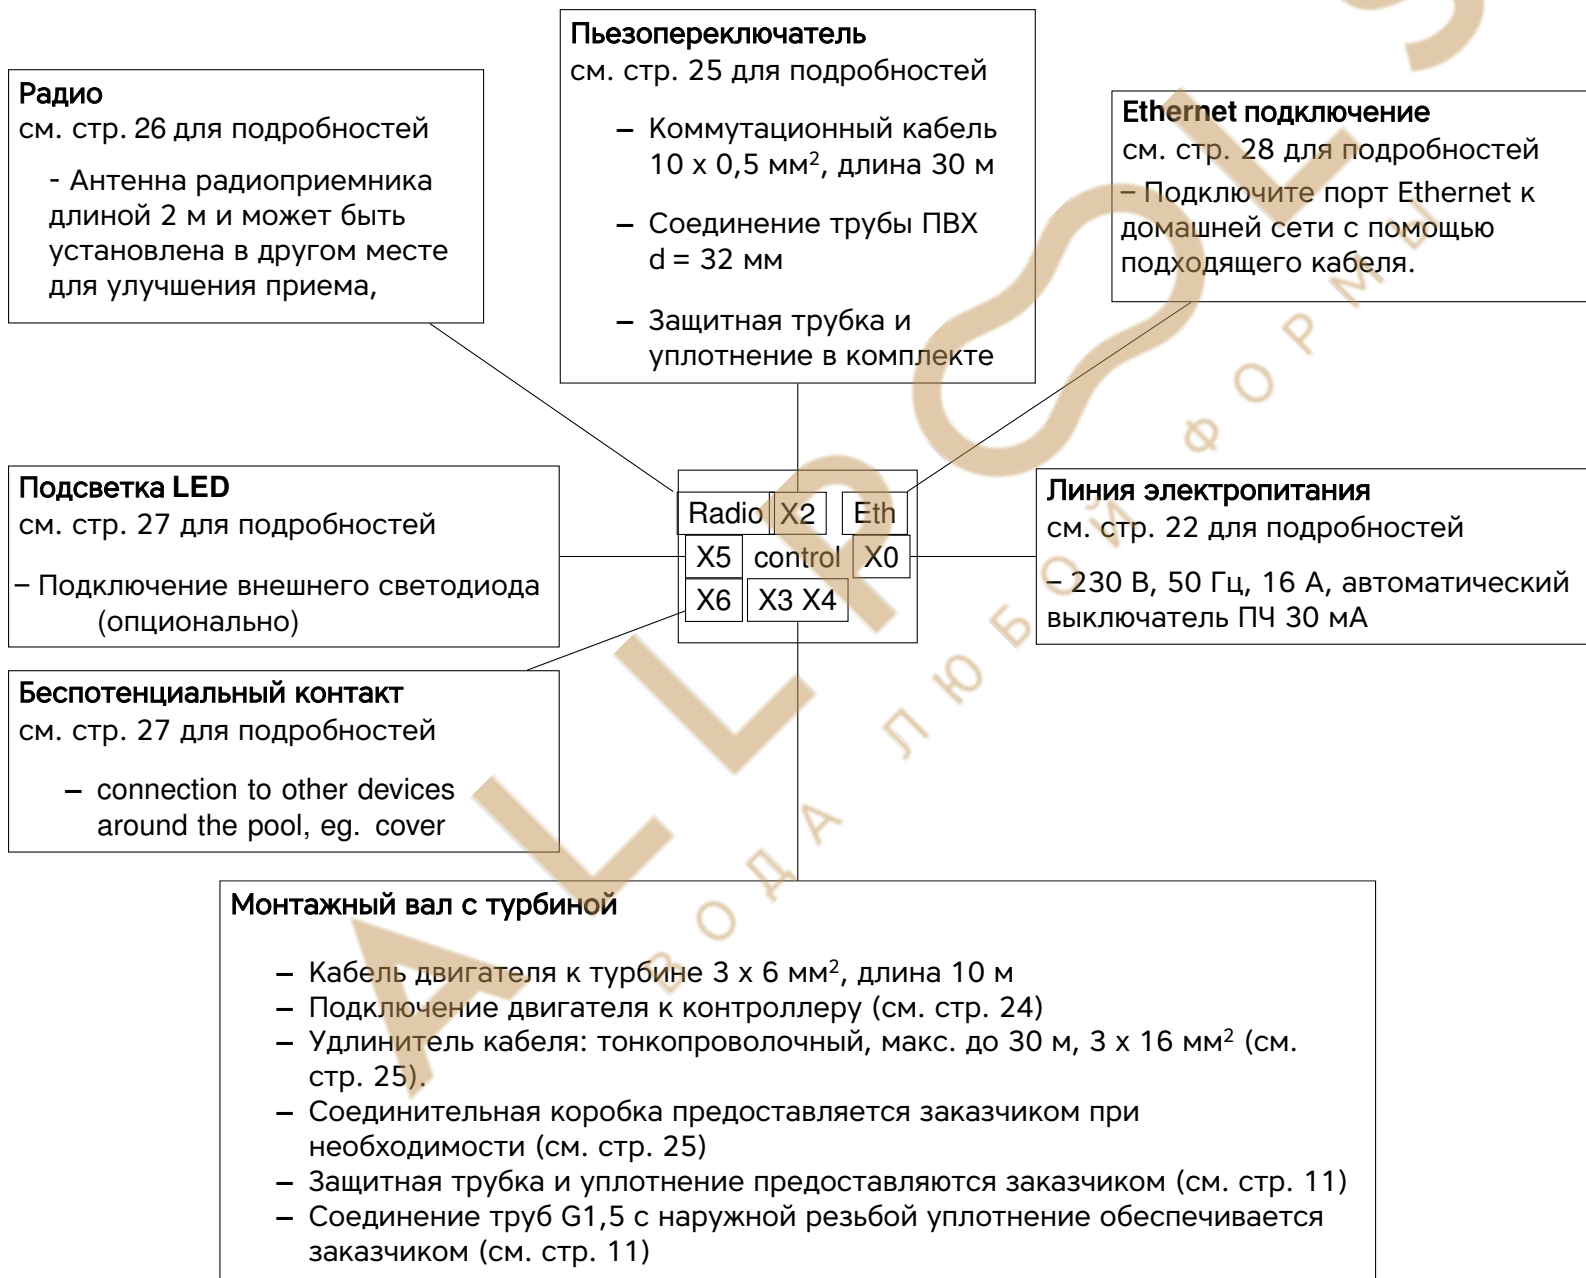 Пьезопереключатель
см. стр. 25 для подробностей
– Коммутационный кабель
10 x 0,5 мм², длина 30 м
– Соединение трубы ПВХ
d = 32 мм
– Защитная трубка и
уплотнение в комплекте
Радио
см. стр. 26 для подробностей
- Антенна радиоприемника
длиной 2 м и может быть
установлена в другом месте
для улучшения приема,
Ethernet подключение
см. стр. 28 для подробностей
– Подключите порт Ethernet к
домашней сети с помощью
подходящего кабеля.
Подсветка LED
см. стр. 27 для подробностей
– Подключение внешнего светодиода
(опционально)
Radio X2 Eth
X5 control X0
X6 X3 X4
Линия электропитания
см. стр. 22 для подробностей
– 230 В, 50 Гц, 16 А, автоматический
выключатель ПЧ 30 мА
Беспотенциальный контакт
см. стр. 27 для подробностей
– connection to other devices
around the pool, eg. cover
Монтажный вал с турбиной
– Кабель двигателя к турбине 3 x 6 мм², длина 10 м
– Подключение двигателя к контроллеру (см. стр. 24)
– Удлинитель кабеля: тонкопроволочный, макс. до 30 м, 3 x 16 мм² (см.
стр. 25).
– Соединительная коробка предоставляется заказчиком при
необходимости (см. стр. 25)
– Защитная трубка и уплотнение предоставляются заказчиком (см. стр. 11)
– Соединение труб G1,5 с наружной резьбой уплотнение обеспечивается
заказчиком (см. стр. 11)
ALLPOOLS
ВОДА ЛЮБОЙ ФОРМЫ